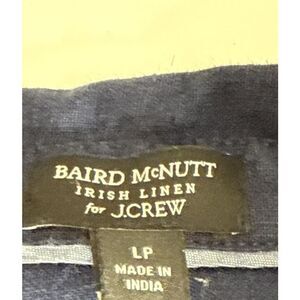 BAIRD McNUTT
IRISH LINEN
for J.CREW
LP
MADE IN
INDIA